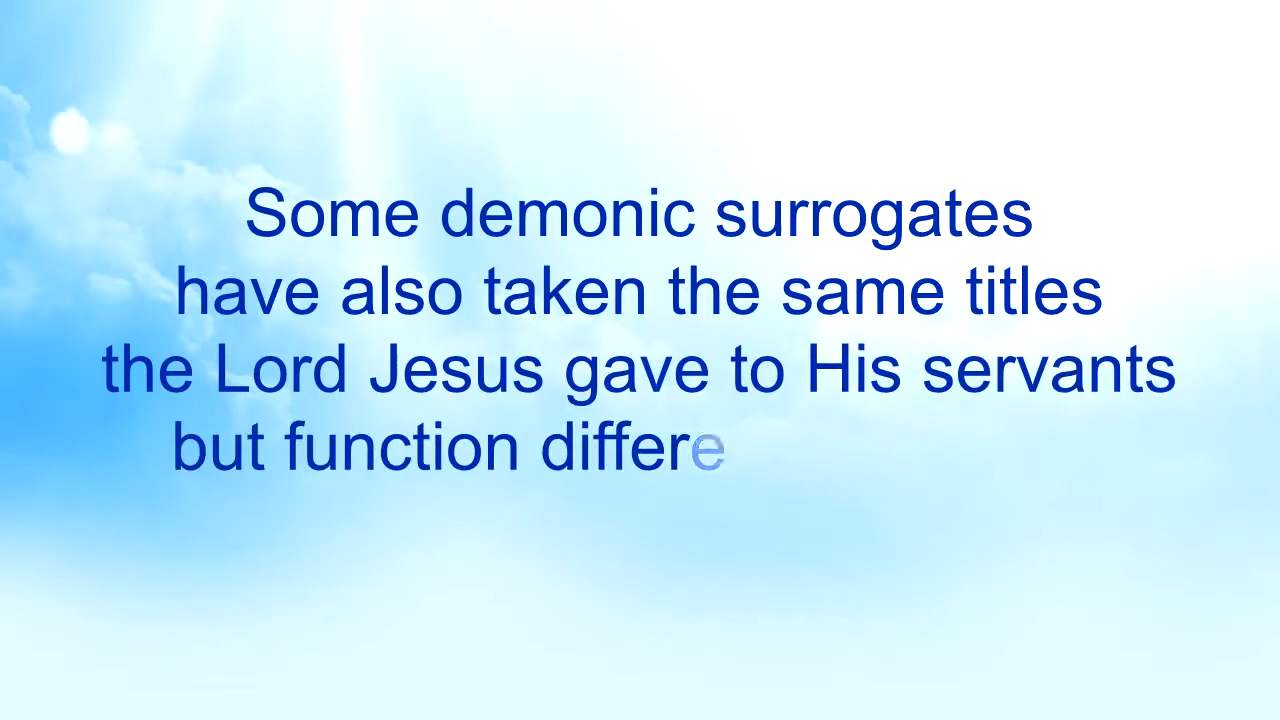 Some demonic surrogates
have also taken the same titles
the Lord Jesus gave to His servants
but function differe